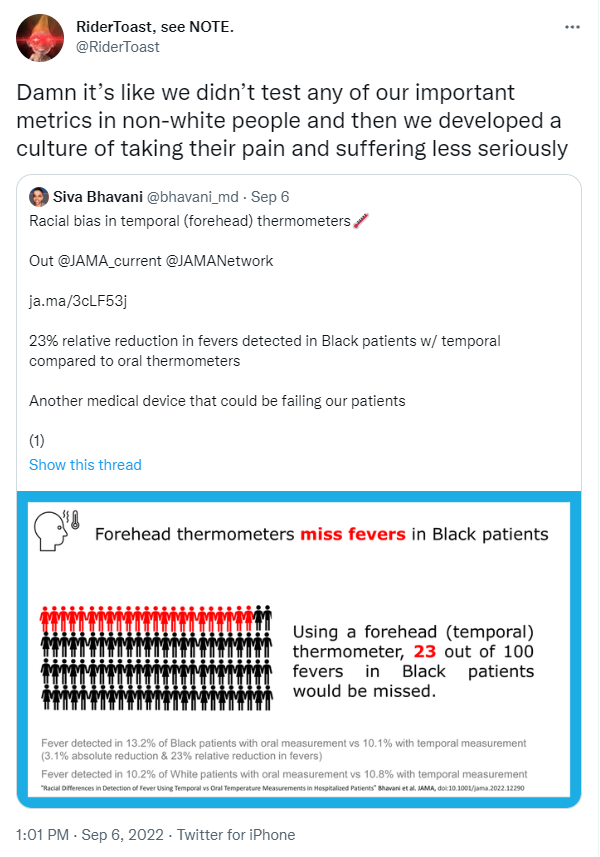 RiderToast, see NOTE.
@RiderToast
Damn it’s like we didn’t test any of our important
metrics in non-white people and then we developed a
culture of taking their pain and suffering less seriously
Siva Bhavani @bhavani_md · Sep 6
Racial bias in temporal (forehead) thermometers
Out @JAMA_current @JAMANetwork
ja.ma/3cLF53j
23% relative reduction in fevers detected in Black patients w/ temporal
compared to oral thermometers
Another medical device that could be failing our patients
(1)
Show this thread
Forehead thermometers miss fevers in Black patients
Using a forehead (temporal)
thermometer, 23 out of 100
fevers in Black patients
would be missed.
Fever detected in 13.2% of Black patients with oral measurement vs 10.1% with temporal measurement
(3.1% absolute reduction & 23% relative reduction in fevers)
Fever detected in 10.2% of White patients with oral measurement vs 10.8% with temporal measurement
"Racial Differences in Detection of Fever Using Temporal vs Oral Temperature Measurements in Hospitalized Patients" Bhavani et al. JAMA, doi:10.1001/jama.2022.12290
1:01 PM · Sep 6, 2022 · Twitter for iPhone